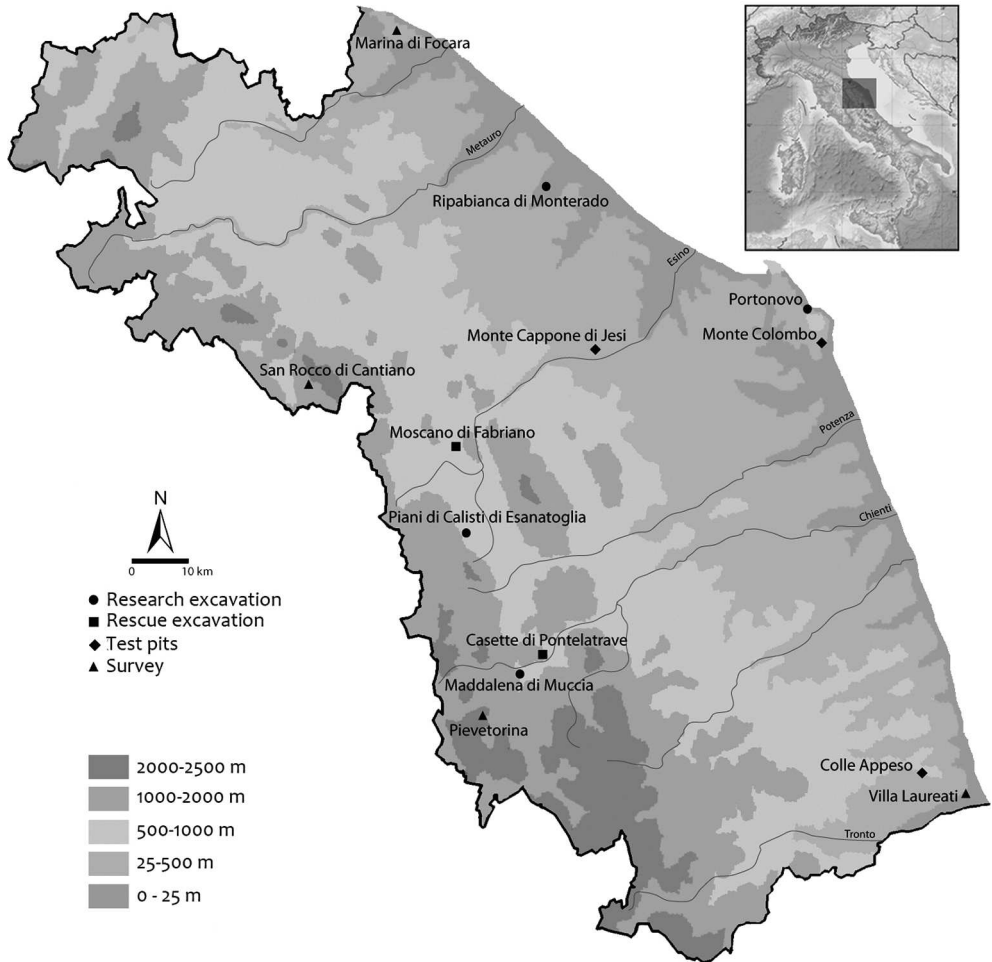 Marina di Focara
Metauro
Ripabianca di Monterado
Esino
Portonovo
Monte Cappone di Jesi
Monte Colombo
San Rocco di Cantiano
Potenza
Moscano di Fabriano
Chienti
Piani di Calisti di Esanatoglia
N
0 10 km
Research excavation
Rescue excavation
Test pits
Survey
Casette di Pontelatrave
Maddalena di Muccia
Pievetorina
Colle Appeso
Villa Laureati
Tronto
2000-2500 m
1000-2000 m
500-1000 m
25-500 m
0 - 25 m